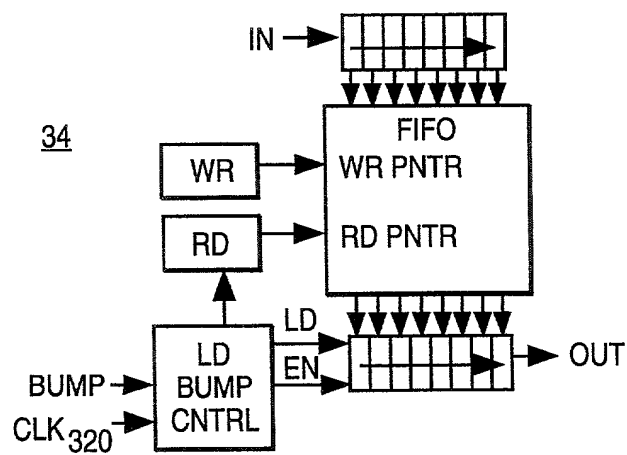 IN
34
FIFO
WR
WR PNTR
RD
RD PNTR
LD
EN
LD
BUMP
CNTRL
BUMP
CLK320
OUT